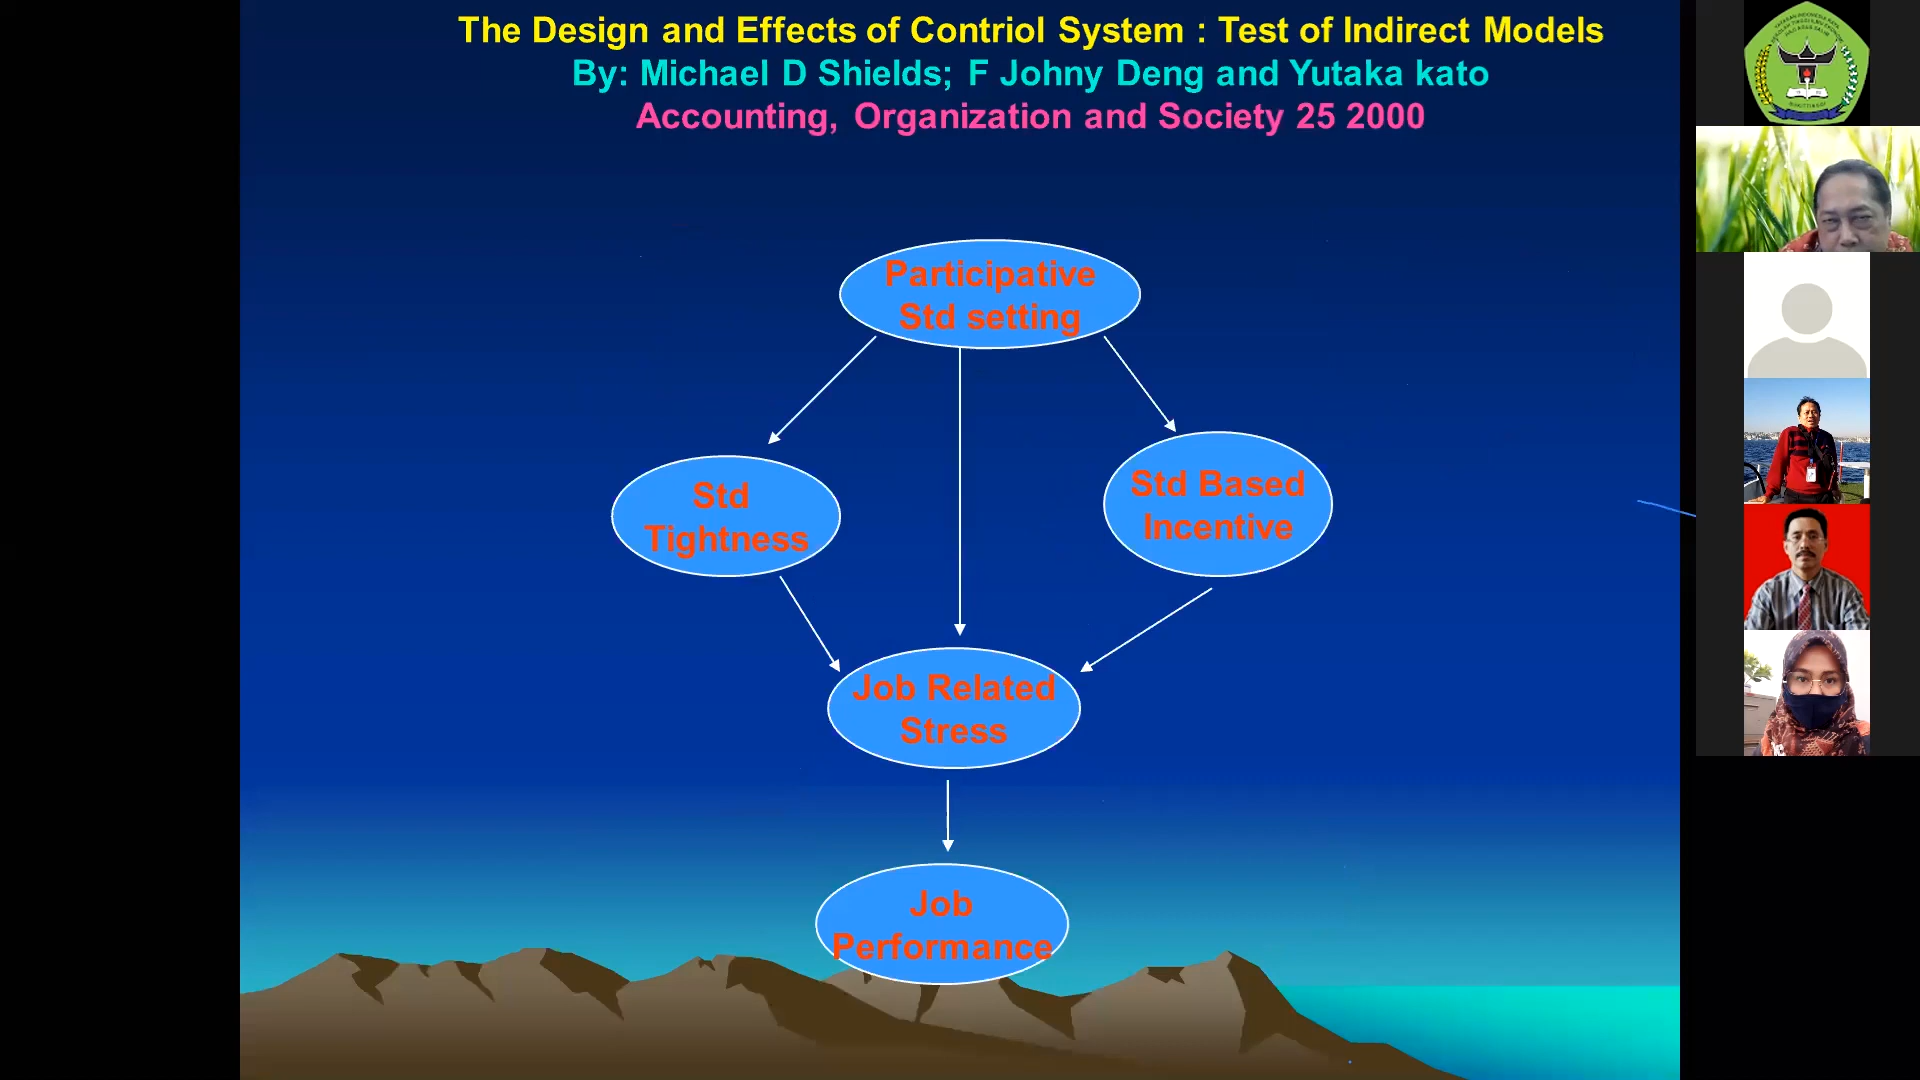 The Design and Effects of Contriol System : Test of Indirect Models
By: Michael D Shields; F Johny Deng and Yutaka kato
Accounting, Organization and Society 25 2000
Participative
Std setting
Std
Tightness
Std Based
Incentive
Job Related
Stress
Job
Performance